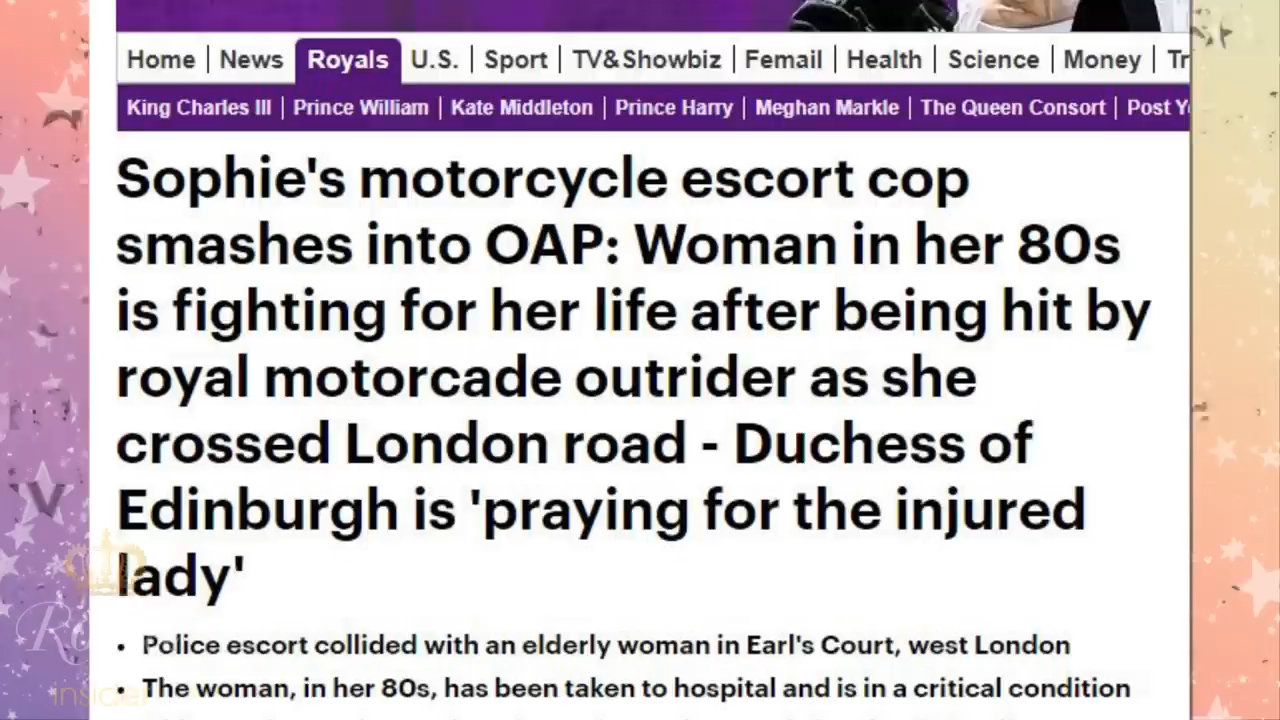 Home | News | Royals | U.S. | Sport | TV&Showbiz | Femail | Health | Science | Money | Tr
King Charles III | Prince William | Kate Middleton | Prince Harry | Meghan Markle | The Queen Consort | Post Y
Sophie's motorcycle escort cop
smashes into OAP: Woman in her 80s
is fighting for her life after being hit by
royal motorcade outrider as she
crossed London road - Duchess of
Edinburgh is 'praying for the injured
lady'
• Police escort collided with an elderly woman in Earl's Court, west London
• The woman, in her 80s, has been taken to hospital and is in a critical condition
insider